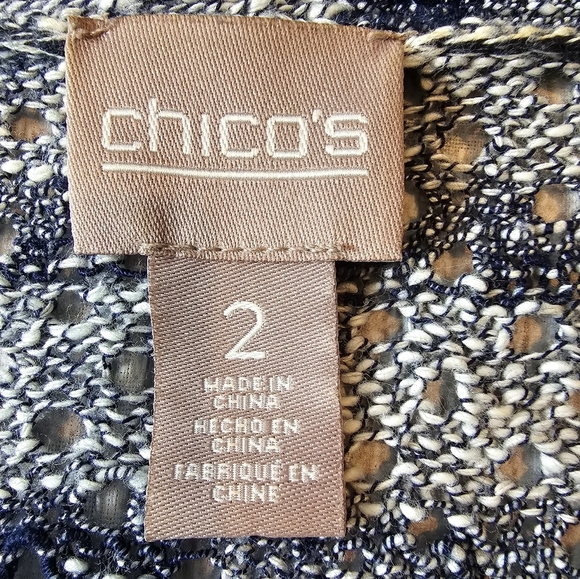 chico's
2
MADE IN
CHINA
HECHO EN
CHINA
FABRIQUÉ EN
CHINE